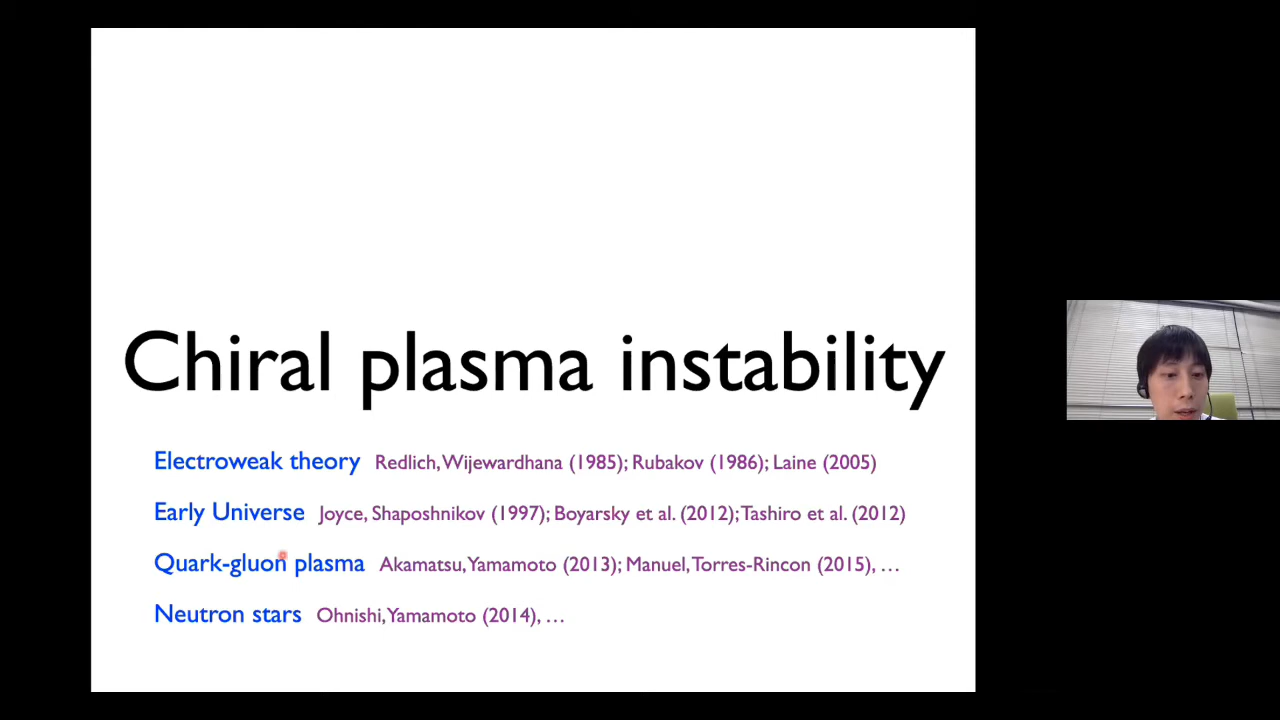 Chiral plasma instability
Electroweak theory Redlich, Wijewardhana (1985); Rubakov (1986); Laine (2005)
Early Universe Joyce, Shaposhnikov (1997); Boyarsky et al. (2012); Tashiro et al. (2012)
Quark-gluon plasma Akamatsu, Yamamoto (2013); Manuel, Torres-Rincon (2015), …
Neutron stars Ohnishi, Yamamoto (2014), …